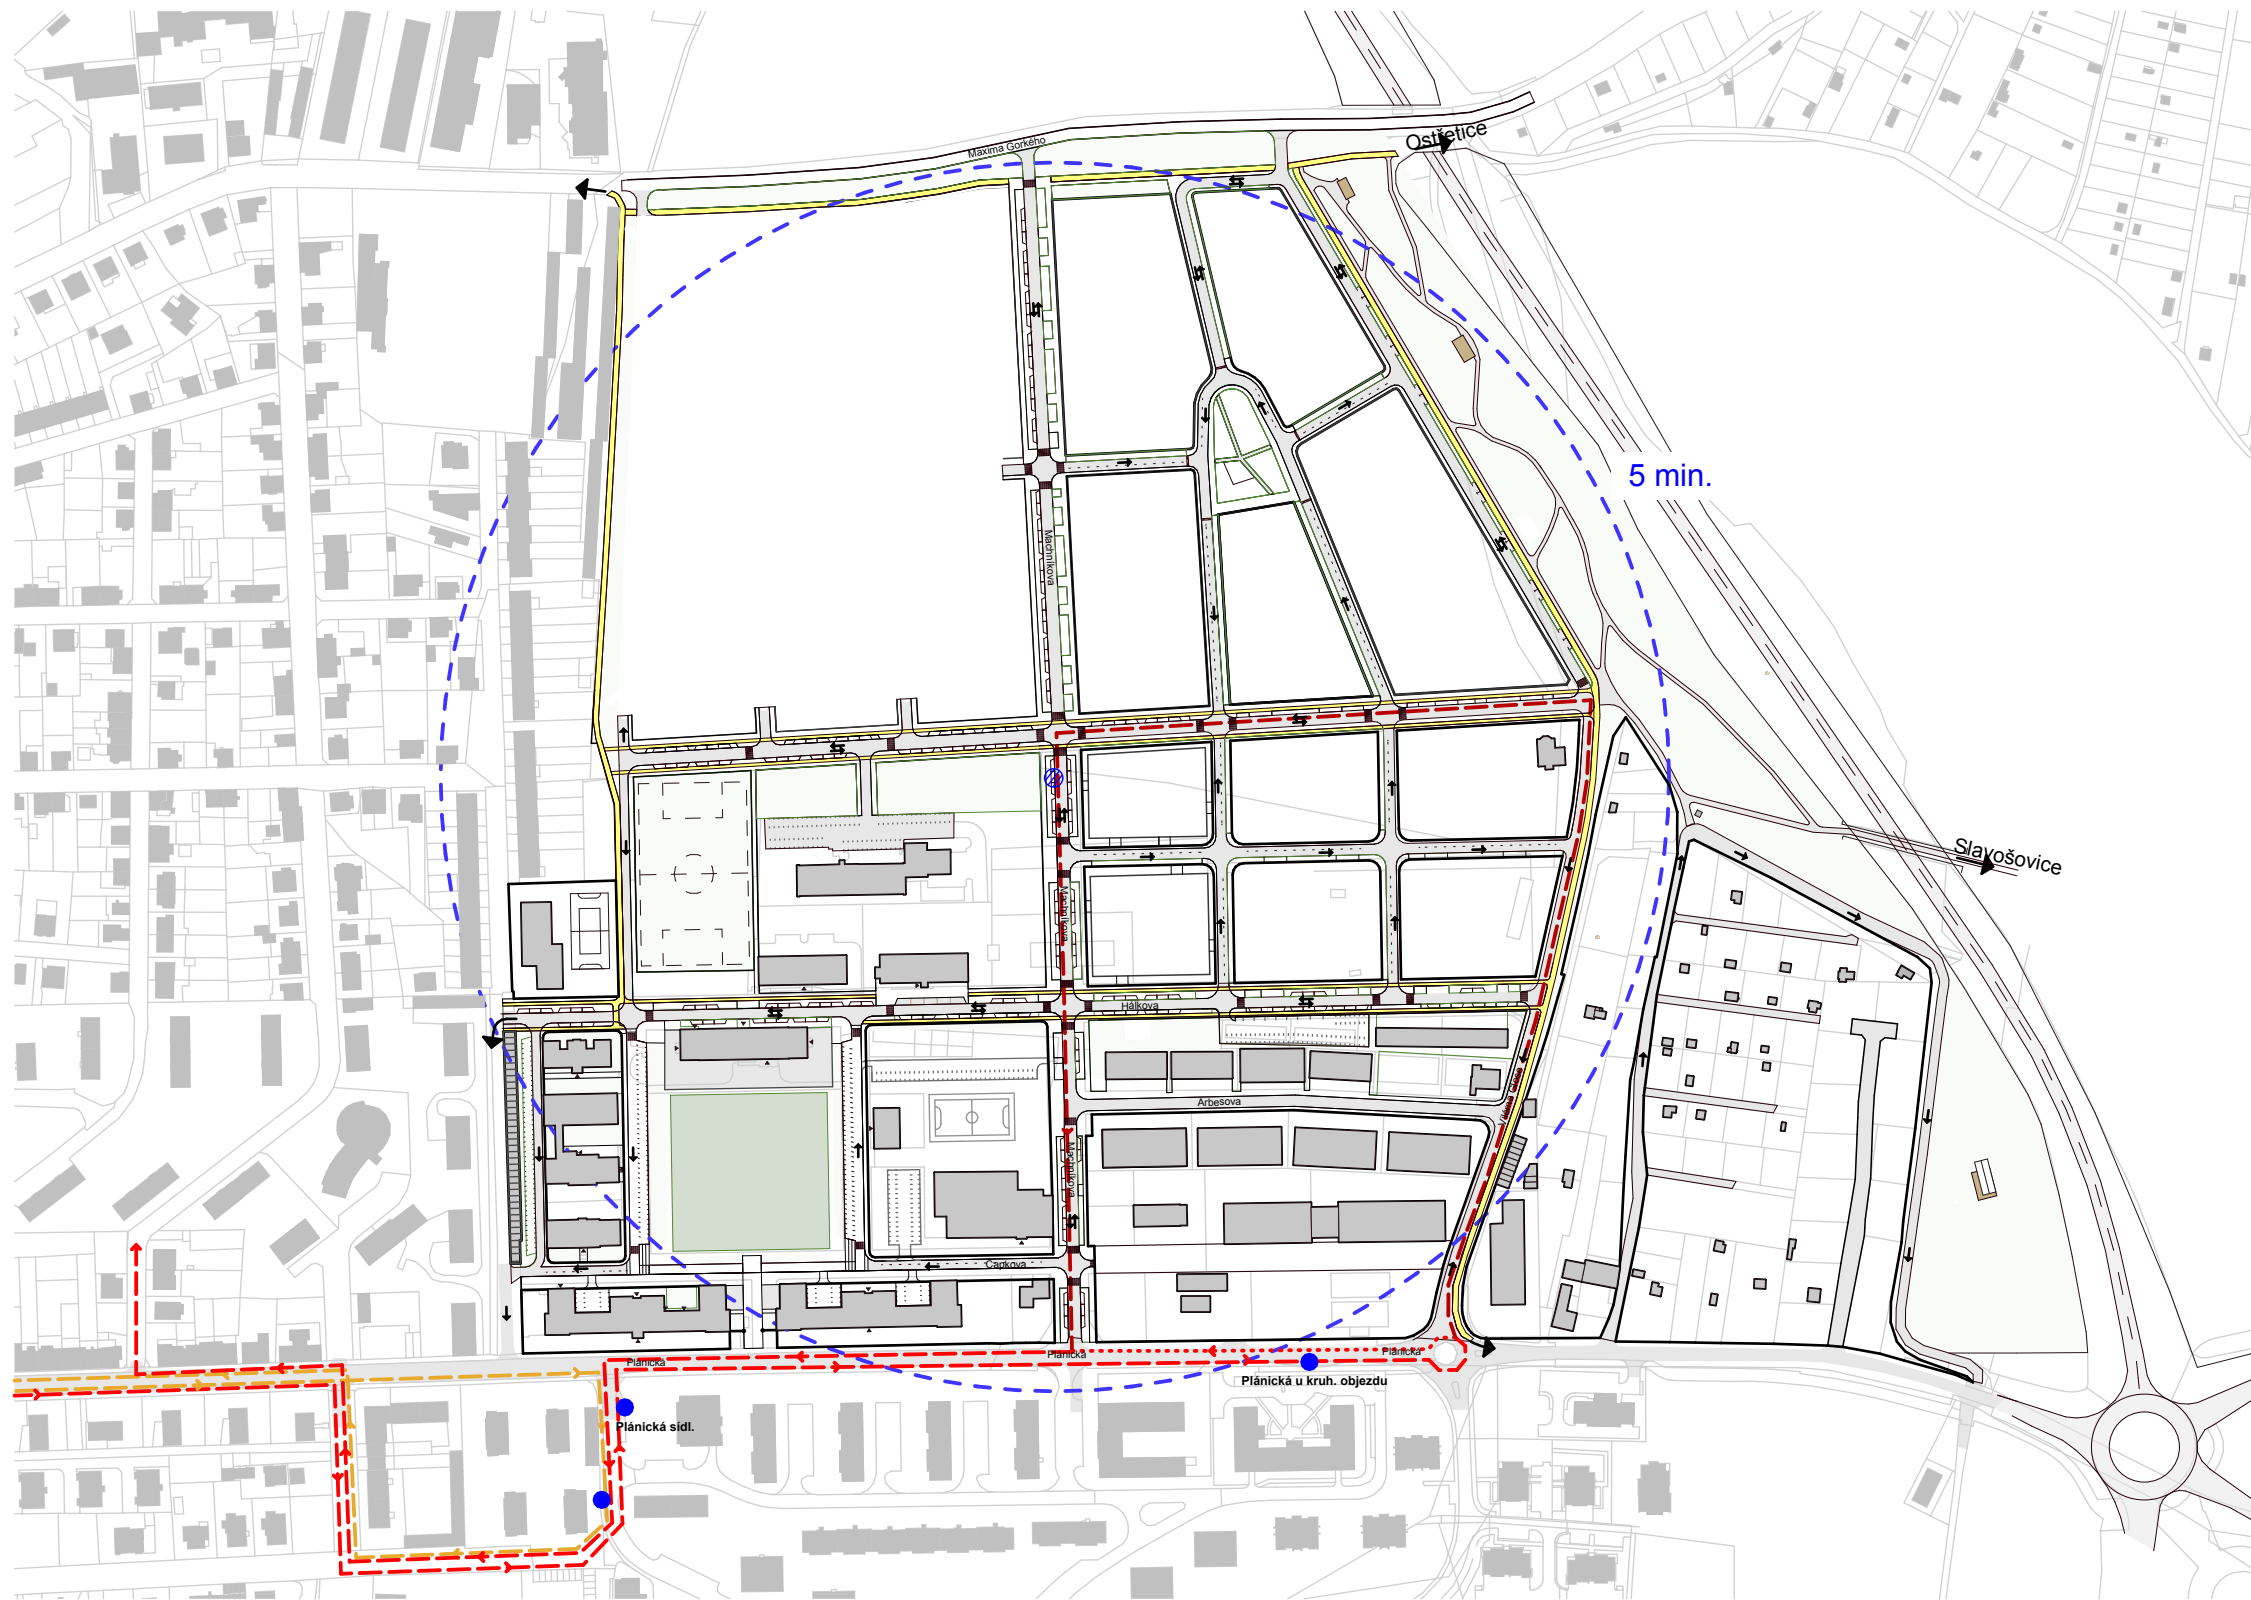 Ostřetice
Maxima Gorkého
5 min.
Machníkova
Slavošovice
Machníkova
Hálkova
Arbesova
Machníkova
Čapkova
Plánická
Plánická
Plánická
Plánická u kruh. objezdu
Plánická sídl.